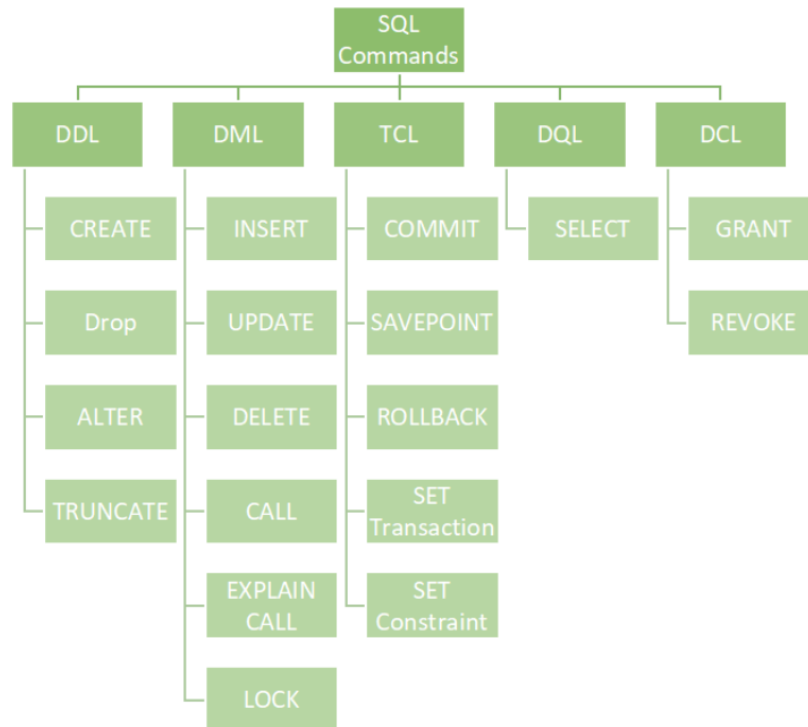 SQL
Commands
DDL
DML
TCL
DQL
DCL
CREATE
INSERT
COMMIT
SELECT
GRANT
Drop
UPDATE
SAVEPOINT
REVOKE
ALTER
DELETE
ROLLBACK
TRUNCATE
CALL
SET
Transaction
EXPLAIN
CALL
SET
Constraint
LOCK